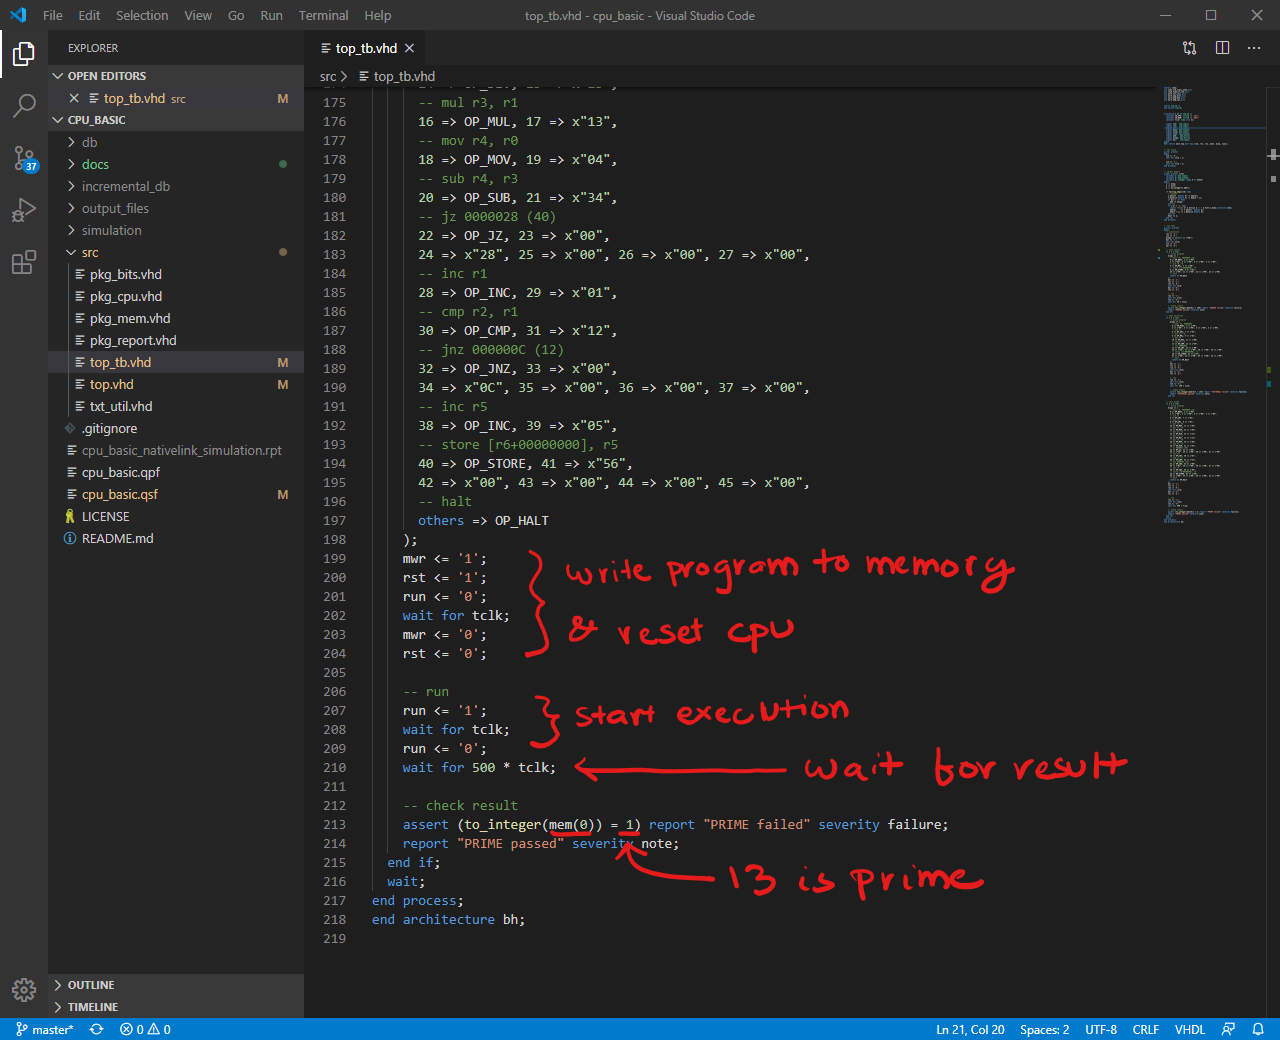 File Edit Selection View Go Run Terminal Help top_tb.vhd - cpu_basic - Visual Studio Code
EXPLORER
OPEN EDITORS
top_tb.vhd src M
CPU_BASIC
db
docs
incremental_db
output_files
simulation
src
pkg_bits.vhd
pkg_cpu.vhd
pkg_mem.vhd
pkg_report.vhd
top_tb.vhd M
top.vhd M
txt_util.vhd
.gitignore
cpu_basic_nativelink_simulation.rpt
cpu_basic.qpf
cpu_basic.qsf M
LICENSE
README.md
OUTLINE
TIMELINE
37
top_tb.vhd
src > top_tb.vhd
175 -- mul r3, r1
176 16 => OP_MUL, 17 => x"13",
177 -- mov r4, r0
178 18 => OP_MOV, 19 => x"04",
179 -- sub r4, r3
180 20 => OP_SUB, 21 => x"34",
181 -- jz 0000028 (40)
182 22 => OP_JZ, 23 => x"00",
183 24 => x"28", 25 => x"00", 26 => x"00", 27 => x"00",
184 -- inc r1
185 28 => OP_INC, 29 => x"01",
186 -- cmp r2, r1
187 30 => OP_CMP, 31 => x"12",
188 -- jnz 000000C (12)
189 32 => OP_JNZ, 33 => x"00",
190 34 => x"0C", 35 => x"00", 36 => x"00", 37 => x"00",
191 -- inc r5
192 38 => OP_INC, 39 => x"05",
193 -- store [r6+00000000], r5
194 40 => OP_STORE, 41 => x"56",
195 42 => x"00", 43 => x"00", 44 => x"00", 45 => x"00",
196 -- halt
197 others => OP_HALT
198 );
199 mwr <= '1';
200 rst <= '1';
201 run <= '0';
202 wait for tclk;
203 mwr <= '0';
204 rst <= '0';
write program to memory
& reset cpu
205
206 -- run
207 run <= '1';
208 wait for tclk;
209 run <= '0';
start execution
210 wait for 500 * tclk;
wait for result
211
212 -- check result
213 assert (to_integer(mem(0)) = 1) report "PRIME failed" severity failure;
214 report "PRIME passed" severity note;
13 is prime
215 end if;
216 wait;
217 end process;
218 end architecture bh;
219
master* 0 0 Ln 21, Col 20 Spaces: 2 UTF-8 CRLF VHDL